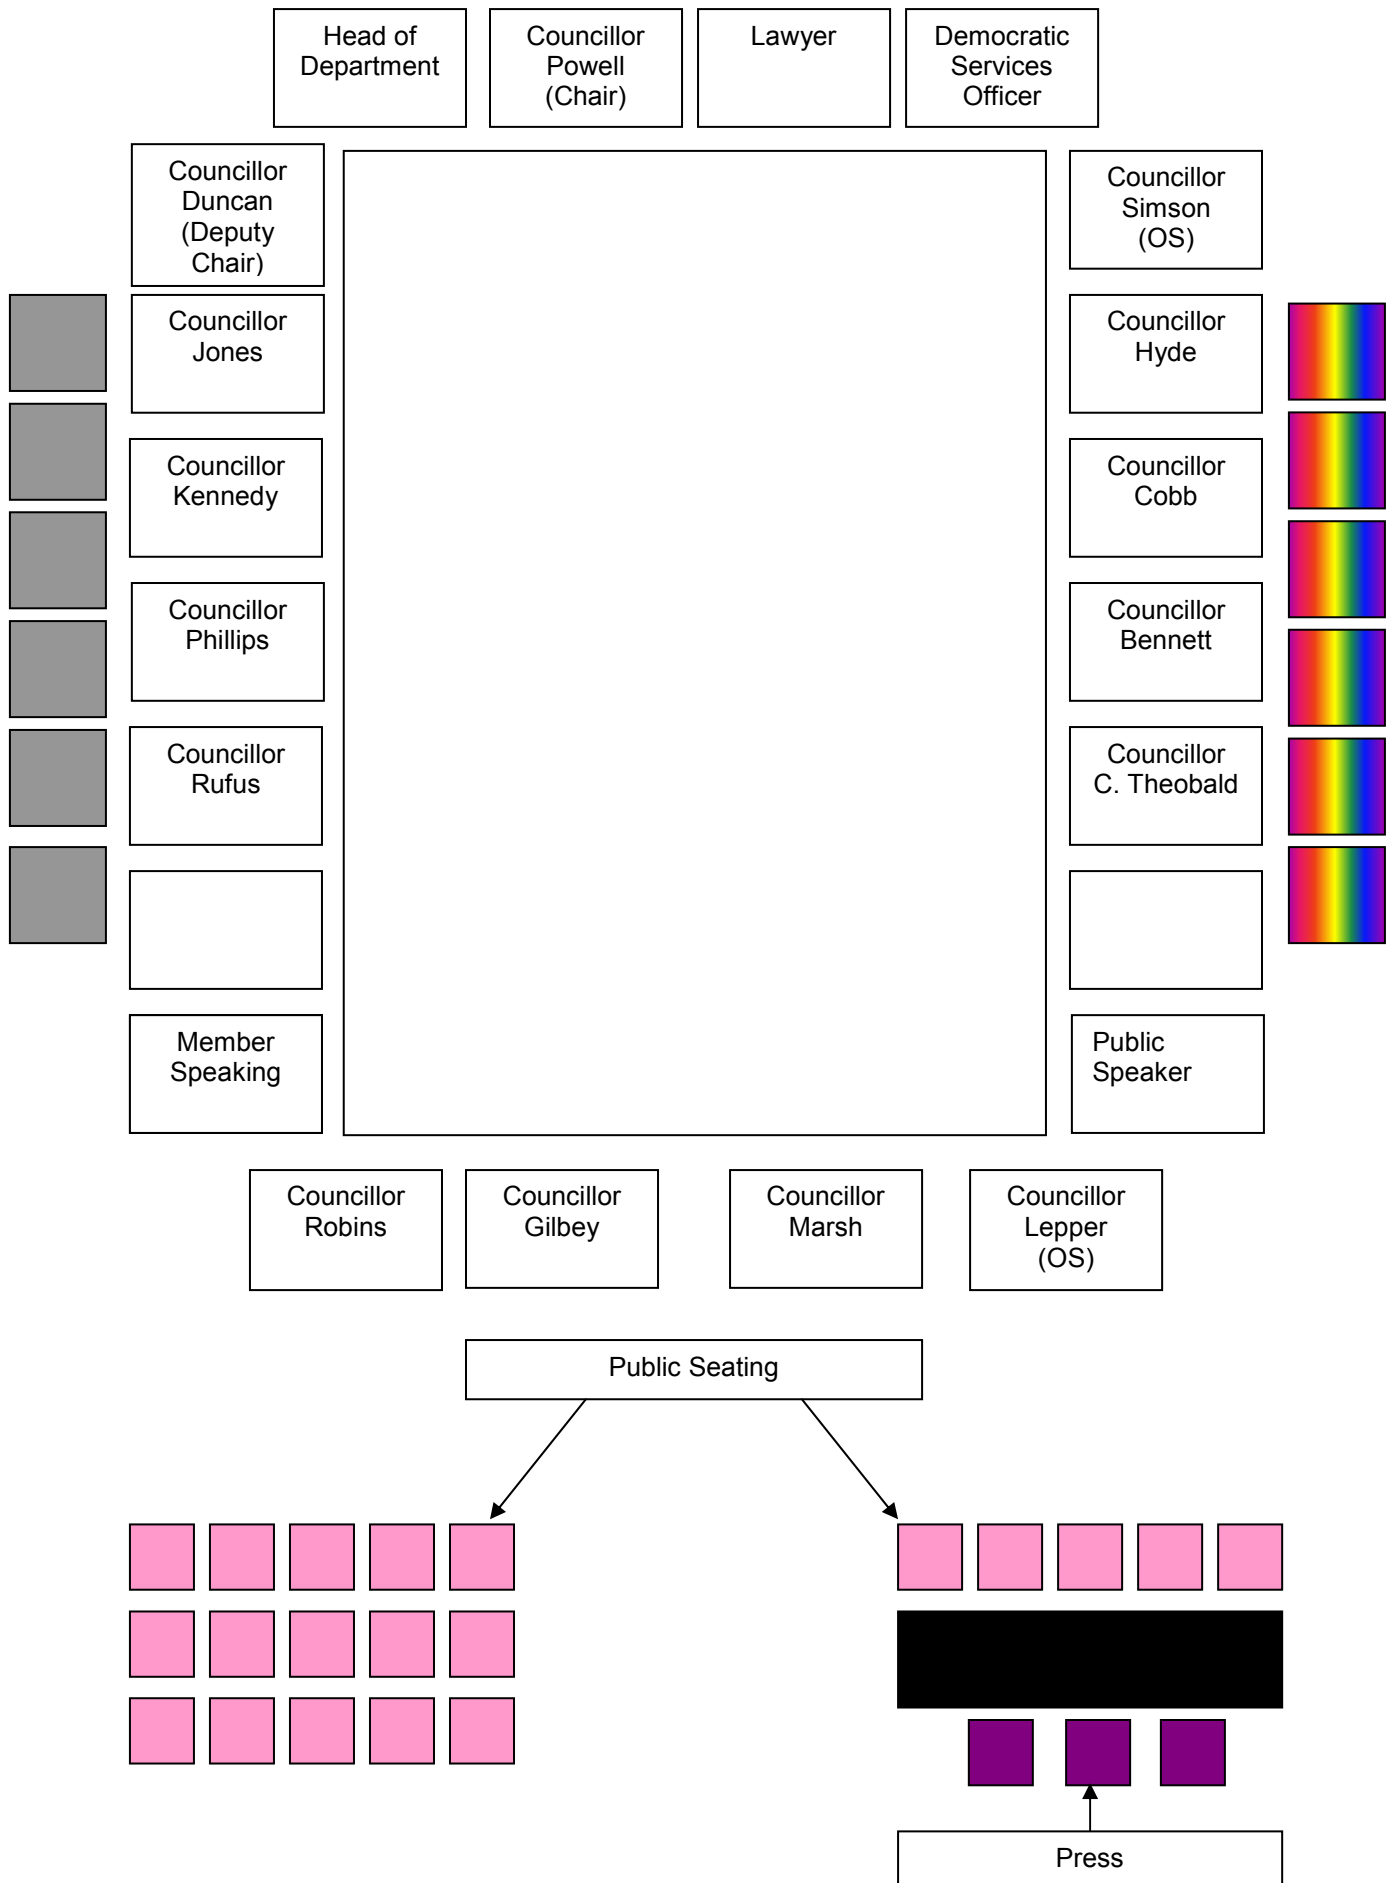 Head of
Department
Councillor
Powell
(Chair)
Lawyer
Democratic
Services
Officer
Councillor
Duncan
(Deputy
Chair)
Councillor
Simson
(OS)
Councillor
Jones
Councillor
Hyde
Councillor
Kennedy
Councillor
Cobb
Councillor
Phillips
Councillor
Bennett
Councillor
Rufus
Councillor
C. Theobald
Member
Speaking
Public
Speaker
Councillor
Robins
Councillor
Gilbey
Councillor
Marsh
Councillor
Lepper
(OS)
Public Seating
Press